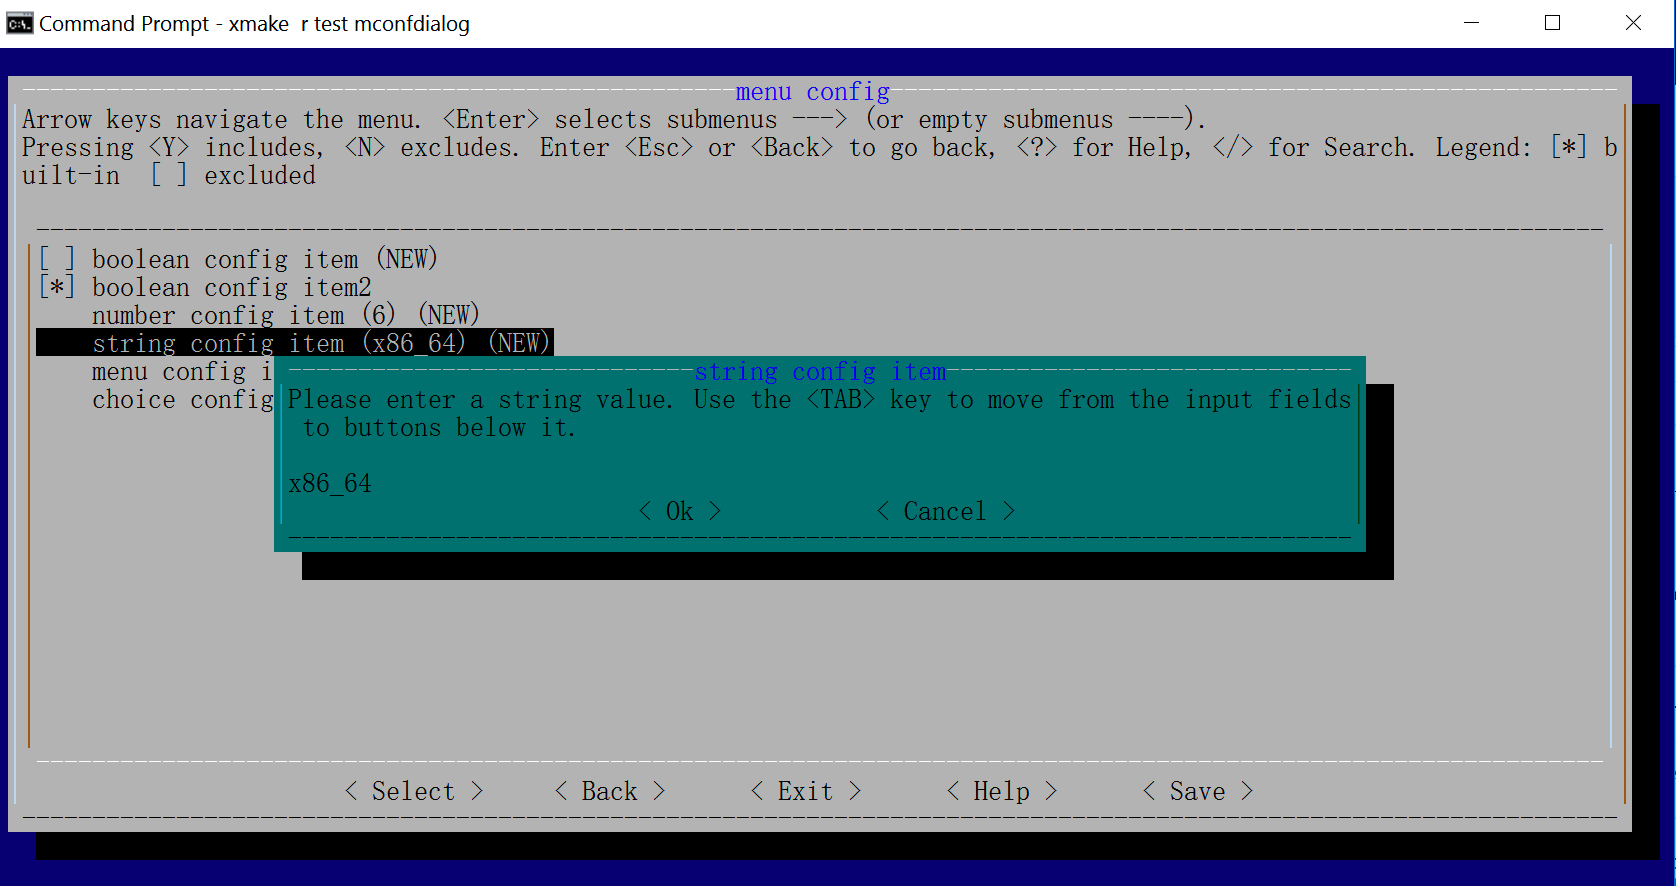 Command Prompt - xmake  r test mconfdialog
menu config
Arrow keys navigate the menu. <Enter> selects submenus ---> (or empty submenus ----).
Pressing <Y> includes, <N> excludes. Enter <Esc> or <Back> to go back, <?> for Help, </> for Search. Legend: [*] b
uilt-in  [ ] excluded
[ ] boolean config item (NEW)
[*] boolean config item2
number config item (6) (NEW)
string config item (x86_64) (NEW)
menu config i
choice config
string config item
Please enter a string value. Use the <TAB> key to move from the input fields
to buttons below it.
x86_64
< Ok > < Cancel >
< Select > < Back > < Exit > < Help > < Save >